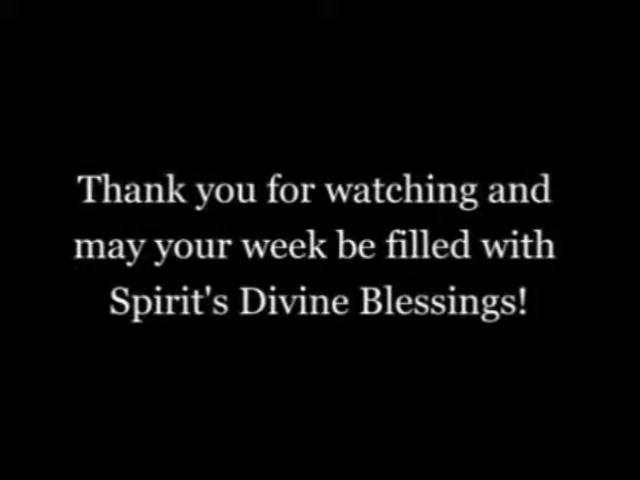 Thank you for watching and
may your week be filled with
Spirit's Divine Blessings!